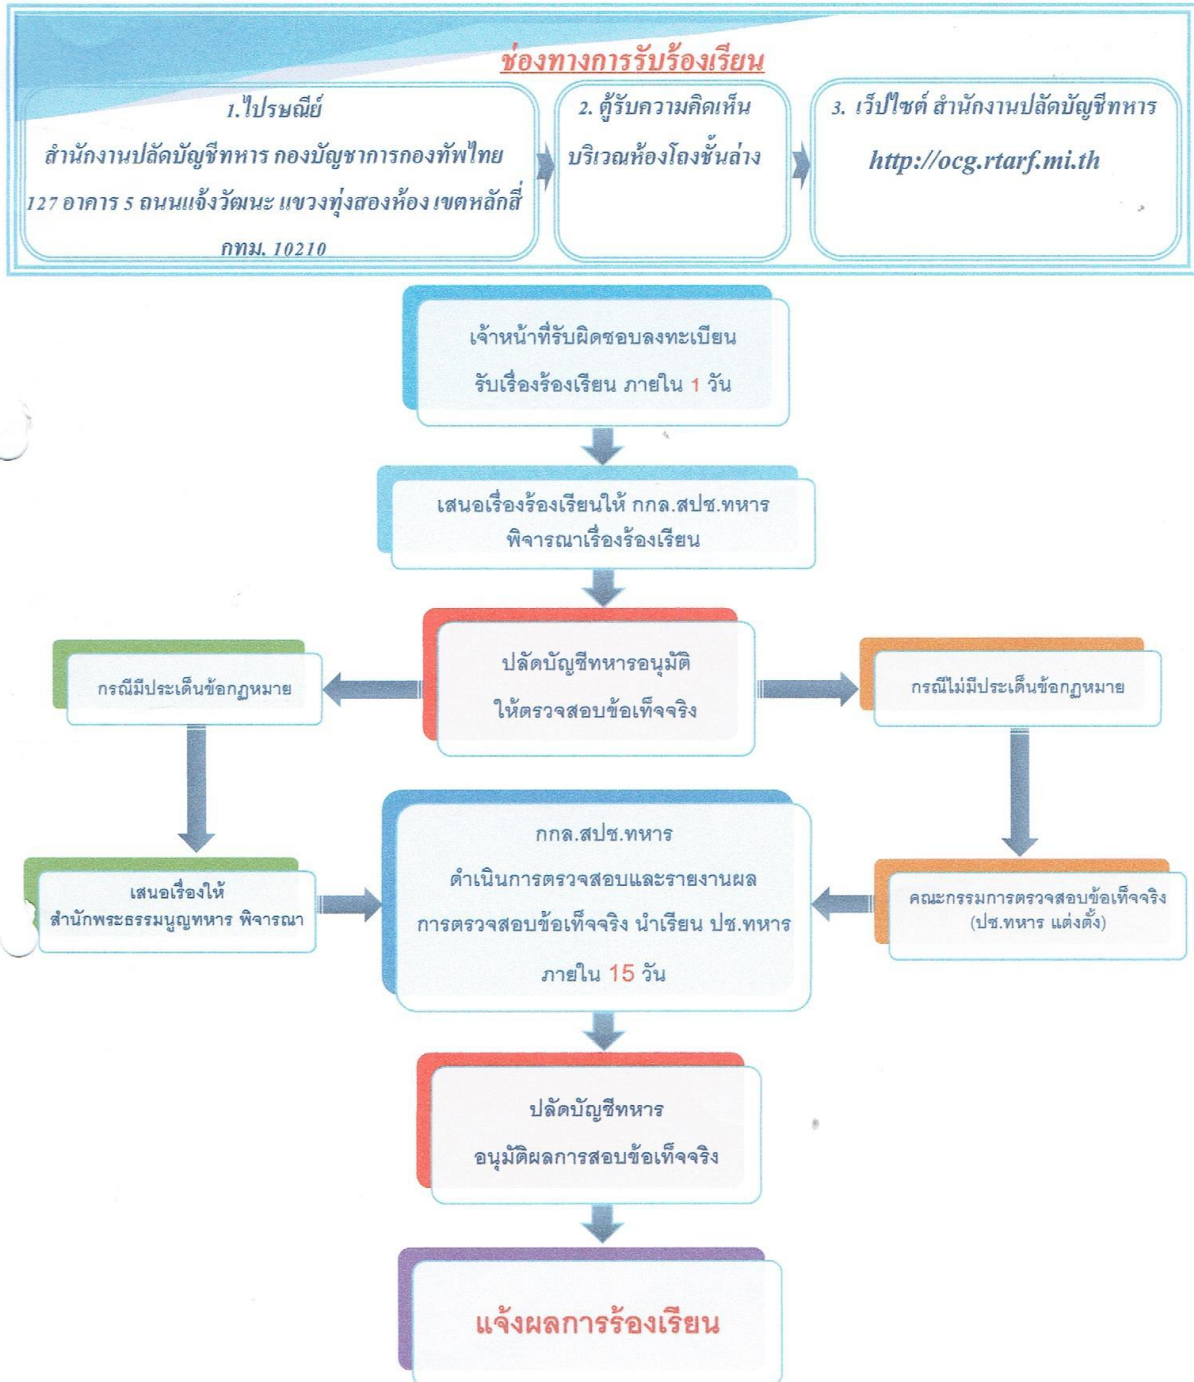 ช่องทางการรับร้องเรียน
1.ไปรษณีย์
สำนักงานปลัดบัญชีทหาร กองบัญชาการกองทัพไทย
127 อาคาร 5 ถนนแจ้งวัฒนะ แขวงทุ่งสองห้อง เขตหลักสี่
กทม. 10210
2. ตู้รับความคิดเห็น
บริเวณห้องโถงชั้นล่าง
3. เว็ปไซต์ สำนักงานปลัดบัญชีทหาร
http://ocg.rtarf.mi.th
เจ้าหน้าที่รับผิดชอบลงทะเบียน
รับเรื่องร้องเรียน ภายใน 1 วัน
เสนอเรื่องร้องเรียนให้ กกล.สปช.ทหาร
พิจารณาเรื่องร้องเรียน
ปลัดบัญชีทหารอนุมัติ
ให้ตรวจสอบข้อเท็จจริง
กรณีมีประเด็นข้อกฎหมาย
กรณีไม่มีประเด็นข้อกฎหมาย
เสนอเรื่องให้
สำนักพระธรรมนูญทหาร พิจารณา
กกล.สปช.ทหาร
ดำเนินการตรวจสอบและรายงานผล
การตรวจสอบข้อเท็จจริง นำเรียน ปช.ทหาร
ภายใน 15 วัน
คณะกรรมการตรวจสอบข้อเท็จจริง
(ปช.ทหาร แต่งตั้ง)
ปลัดบัญชีทหาร
อนุมัติผลการสอบข้อเท็จจริง
แจ้งผลการร้องเรียน